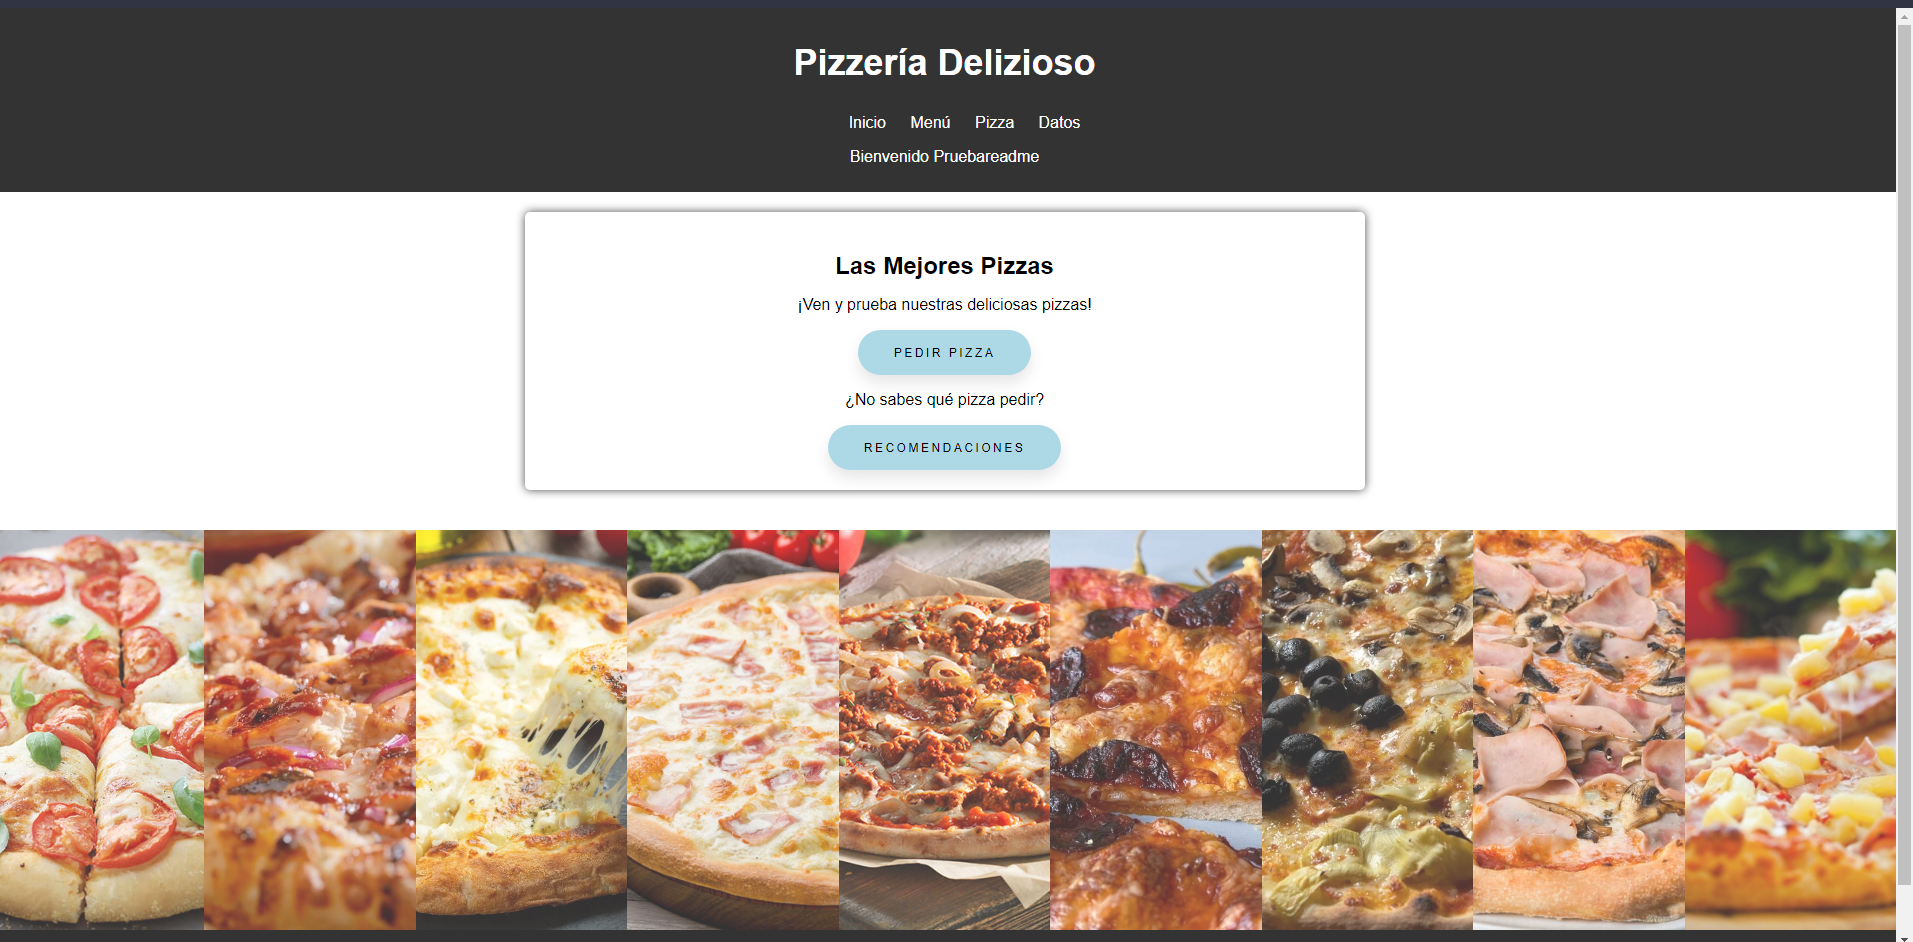 Pizzería Delizioso
Inicio Menú Pizza Datos
Bienvenido Pruebareadme
Las Mejores Pizzas
¡Ven y prueba nuestras deliciosas pizzas!
PEDIR PIZZA
¿No sabes qué pizza pedir?
RECOMENDACIONES